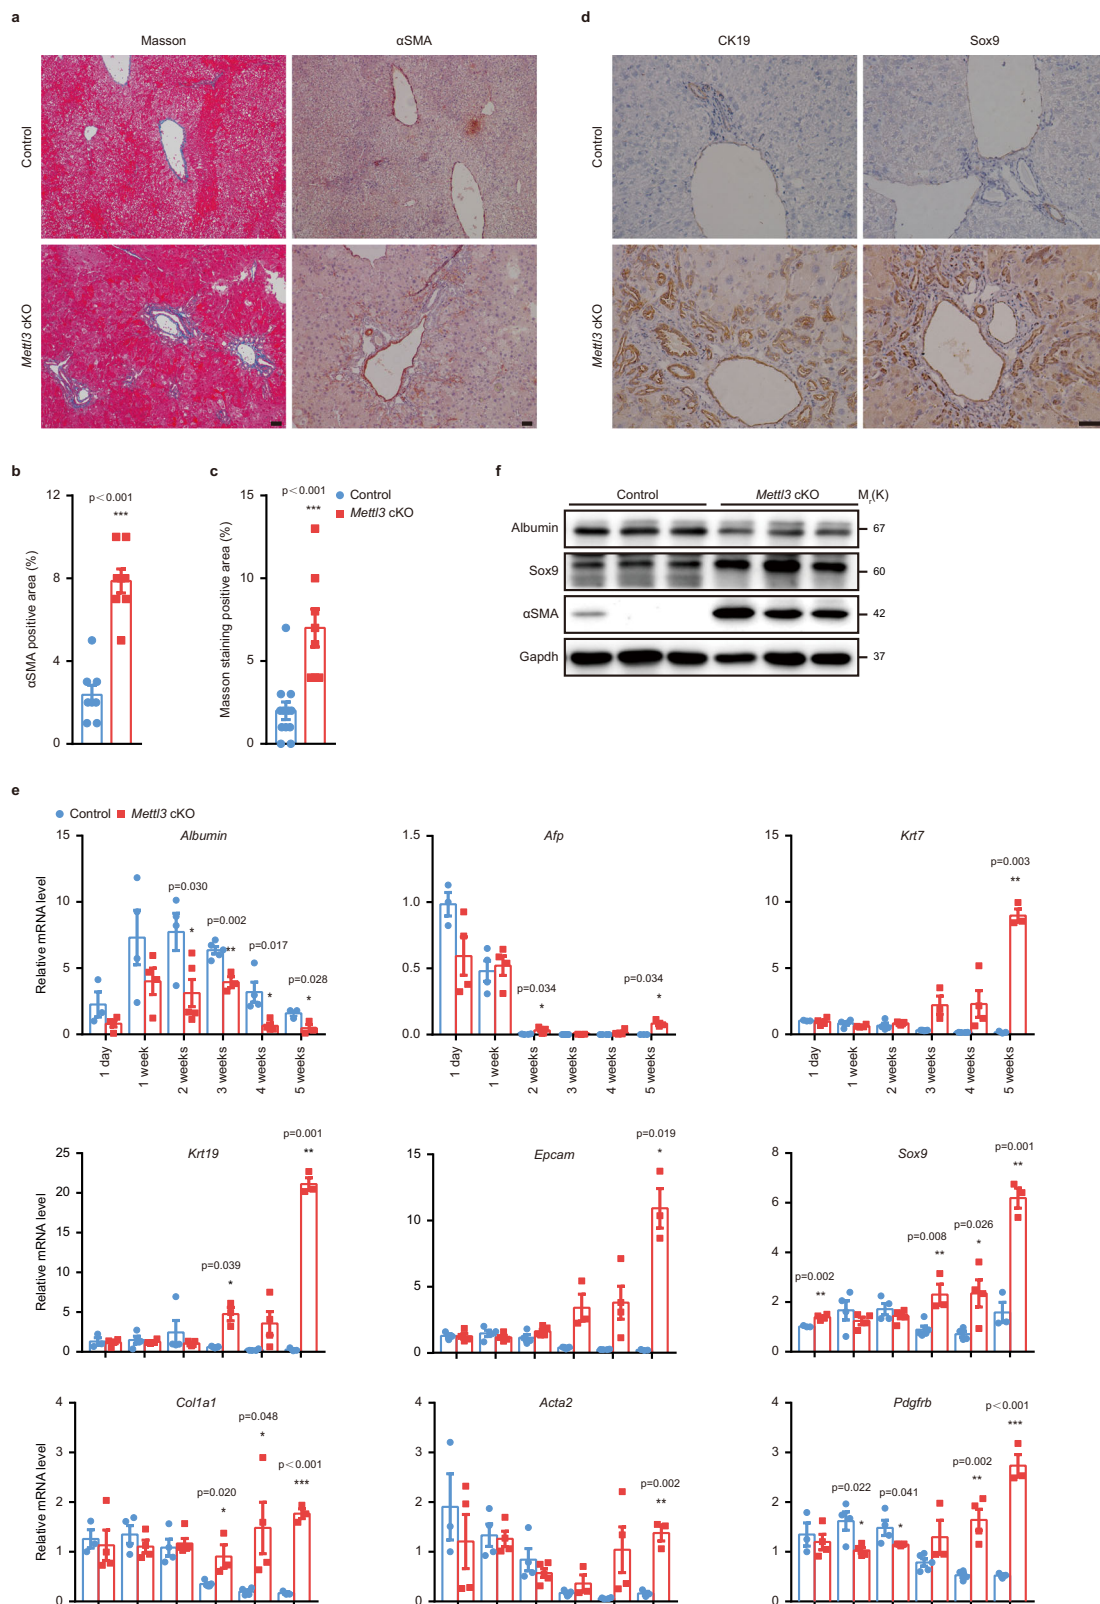 a
Masson
αSMA
Control
Mettl3 cKO
d
CK19
Sox9
Control
Mettl3 cKO
b
p<0.001
***
αSMA positive area (%)
12
8
4
0
c
p<0.001
***
Control
Mettl3 cKO
Masson staining positive area (%)
15
10
5
0
f
Control
Mettl3 cKO
Mr(K)
Albumin
67
Sox9
60
αSMA
42
Gapdh
37
e
Control
Mettl3 cKO
Albumin
Relative mRNA level
15
10
5
0
p=0.030
*
p=0.002
**
p=0.017
*
p=0.028
*
1 day
1 week
2 weeks
3 weeks
4 weeks
5 weeks
Afp
1.5
1.0
0.5
0.0
p=0.034
*
p=0.034
*
1 day
1 week
2 weeks
3 weeks
4 weeks
5 weeks
Krt7
15
10
5
0
p=0.003
**
1 day
1 week
2 weeks
3 weeks
4 weeks
5 weeks
Krt19
Relative mRNA level
25
20
15
10
5
0
p=0.039
*
p=0.001
**
Epcam
15
10
5
0
p=0.019
*
Sox9
8
6
4
2
0
p=0.002
**
p=0.008
**
p=0.026
*
p=0.001
**
Col1a1
Relative mRNA level
4
3
2
1
0
p=0.020
*
p=0.048
*
p<0.001
***
Acta2
4
3
2
1
0
p=0.002
**
Pdgfrb
4
3
2
1
0
p=0.022
*
p=0.041
*
p=0.002
**
p<0.001
***